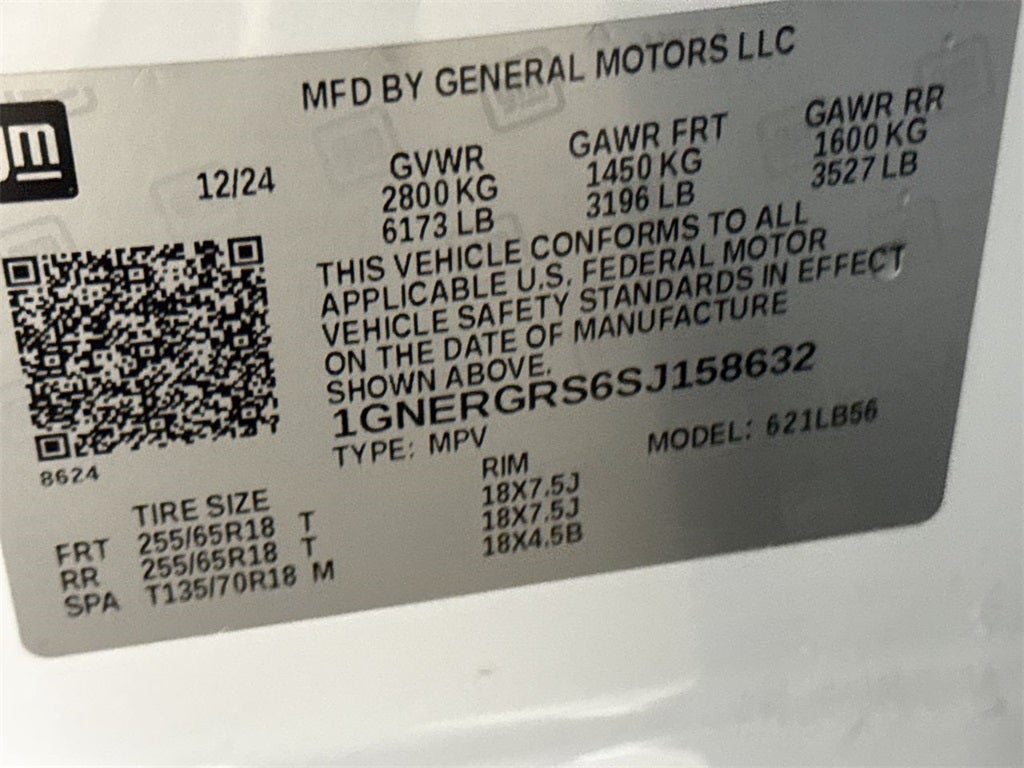 MFD BY GENERAL MOTORS LLC
gm
12/24
GVWR
2800 KG
6173 LB
GAWR FRT
1450 KG
3196 LB
GAWR RR
1600 KG
3527 LB
THIS VEHICLE CONFORMS TO ALL
APPLICABLE U.S. FEDERAL MOTOR
VEHICLE SAFETY STANDARDS IN EFFECT
ON THE DATE OF MANUFACTURE
SHOWN ABOVE.
1GNERGRS6SJ158632
TYPE: MPV MODEL: 621LB56
8624
TIRE SIZE RIM
FRT 255/65R18 T 18X7.5J
RR 255/65R18 T 18X7.5J
SPA T135/70R18 M 18X4.5B